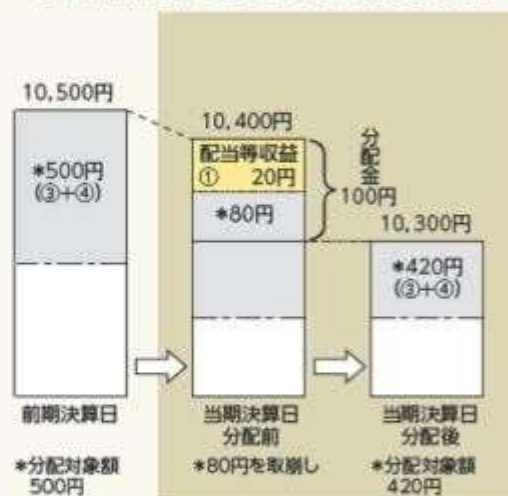 10,500円
*500円
(③+④)
前期決算日
*分配対象額
500円
10,400円
配当等収益
① 20円
*80円
分配金
100円
当期決算日
分配前
*80円を取崩し
10,300円
*420円
(③+④)
当期決算日
分配後
*分配対象額
420円